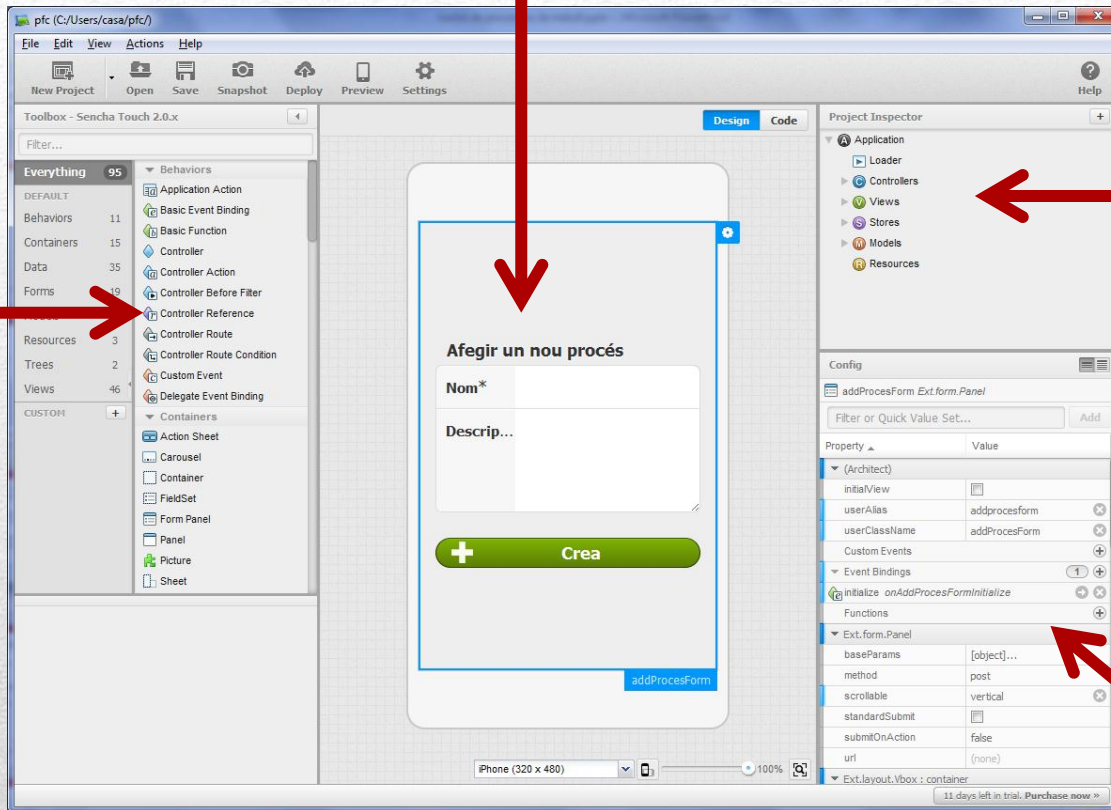 pfc (C:/Users/casa/pfc/)
File Edit View Actions Help
New Project Open Save Snapshot Deploy Preview Settings Help
Toolbox - Sencha Touch 2.0.x
Filter...
Everything 95
DEFAULT
Behaviors 11
Containers 15
Data 35
Forms 19
Resources 3
Trees 2
Views 46
CUSTOM +
Behaviors
Application Action
Basic Event Binding
Basic Function
Controller
Controller Action
Controller Before Filter
Controller Reference
Controller Route
Controller Route Condition
Custom Event
Delegate Event Binding
Containers
Action Sheet
Carousel
Container
FieldSet
Form Panel
Panel
Picture
Sheet
Design Code
Afegir un nou procés
Nom*
Descrip...
Crea
addProcesForm
iPhone (320 x 480)
100%
Project Inspector
Application
Loader
Controllers
Views
Stores
Models
Resources
Config
addProcesForm Ext.form.Panel
Filter or Quick Value Set... Add
Property Value
(Architect)
initialView
userAlias addprocesform
userClassName addProcesForm
Custom Events
Event Bindings 1
initialize onAddProcesFormInitialize
Functions
Ext.form.Panel
baseParams [object]...
method post
scrollable vertical
standardSubmit
submitOnAction false
url (none)
Ext.layout.Vbox : container
11 days left in trial. Purchase now »